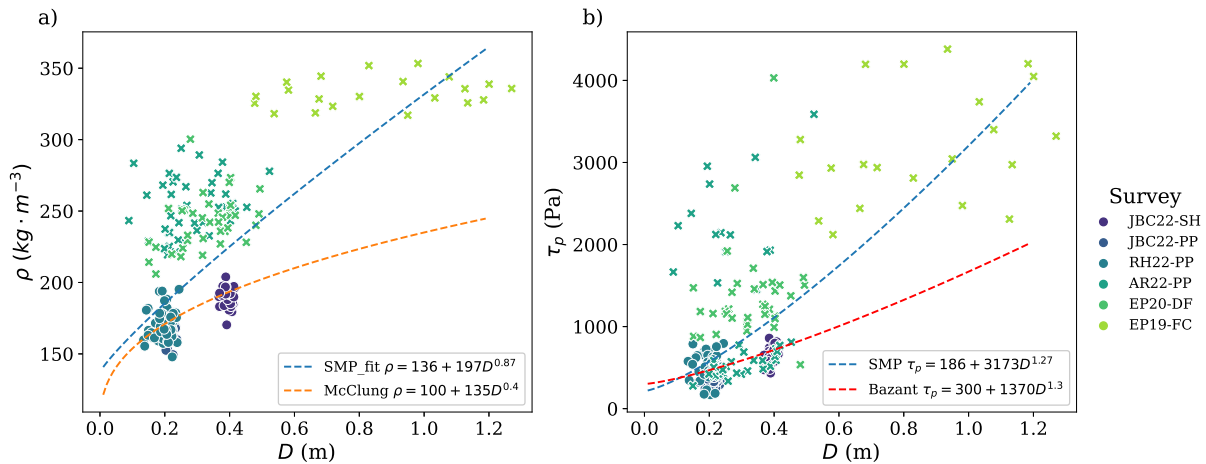 a)
b)
350
300
250
200
150
ρ (kg · m⁻³)
0.0 0.2 0.4 0.6 0.8 1.0 1.2
D (m)
SMP_fit ρ = 136 + 197D^0.87
McClung ρ = 100 + 135D^0.4
4000
3000
2000
1000
0
τ_p (Pa)
0.0 0.2 0.4 0.6 0.8 1.0 1.2
D (m)
SMP τ_p = 186 + 3173D^1.27
Bazant τ_p = 300 + 1370D^1.3
Survey
JBC22-SH
JBC22-PP
RH22-PP
AR22-PP
EP20-DF
EP19-FC